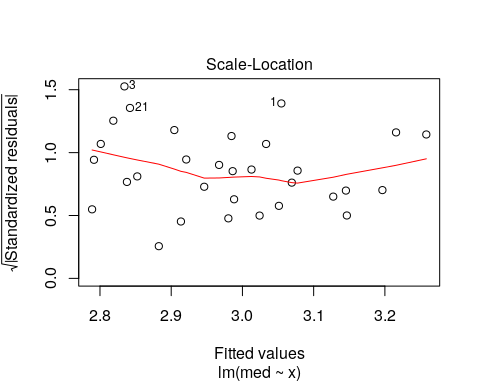 Scale-Location
√|Standardized residuals|
1.5
1.0
0.5
0.0
3
21
1
2.8 2.9 3.0 3.1 3.2
Fitted values
lm(med ~ x)